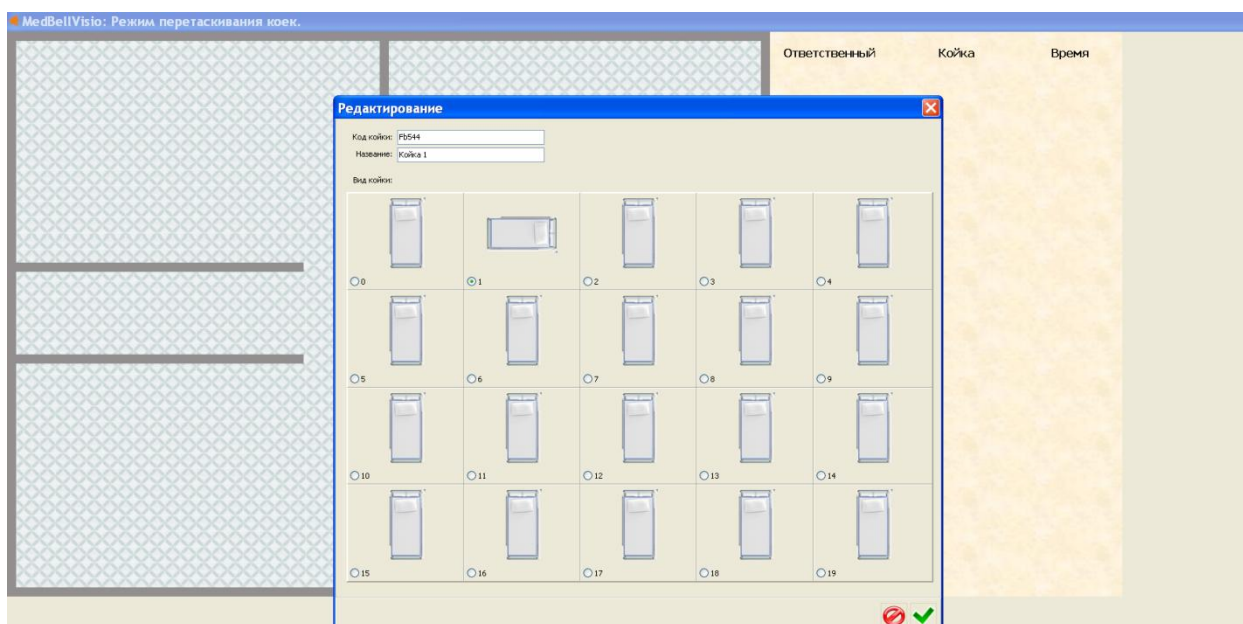 MedBellVisio: Режим перетаскивания коек.
Ответственный Койка Время
Редактирование
Код койки: Fb544
Название: Койка 1
Вид койки:
0 1 2 3 4
5 6 7 8 9
10 11 12 13 14
15 16 17 18 19